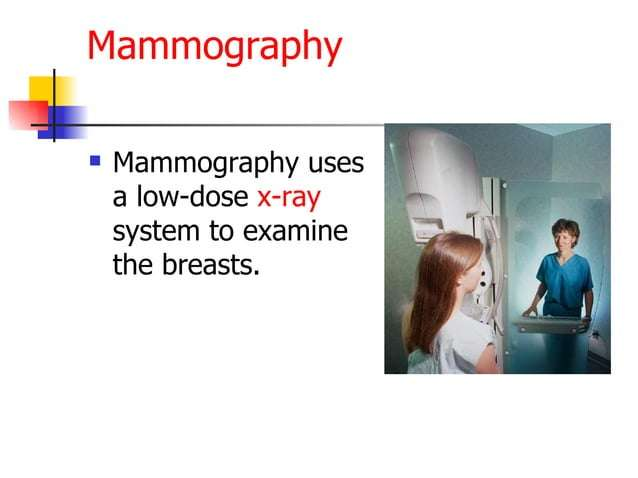 Mammography
Mammography uses
a low-dose x-ray
system to examine
the breasts.